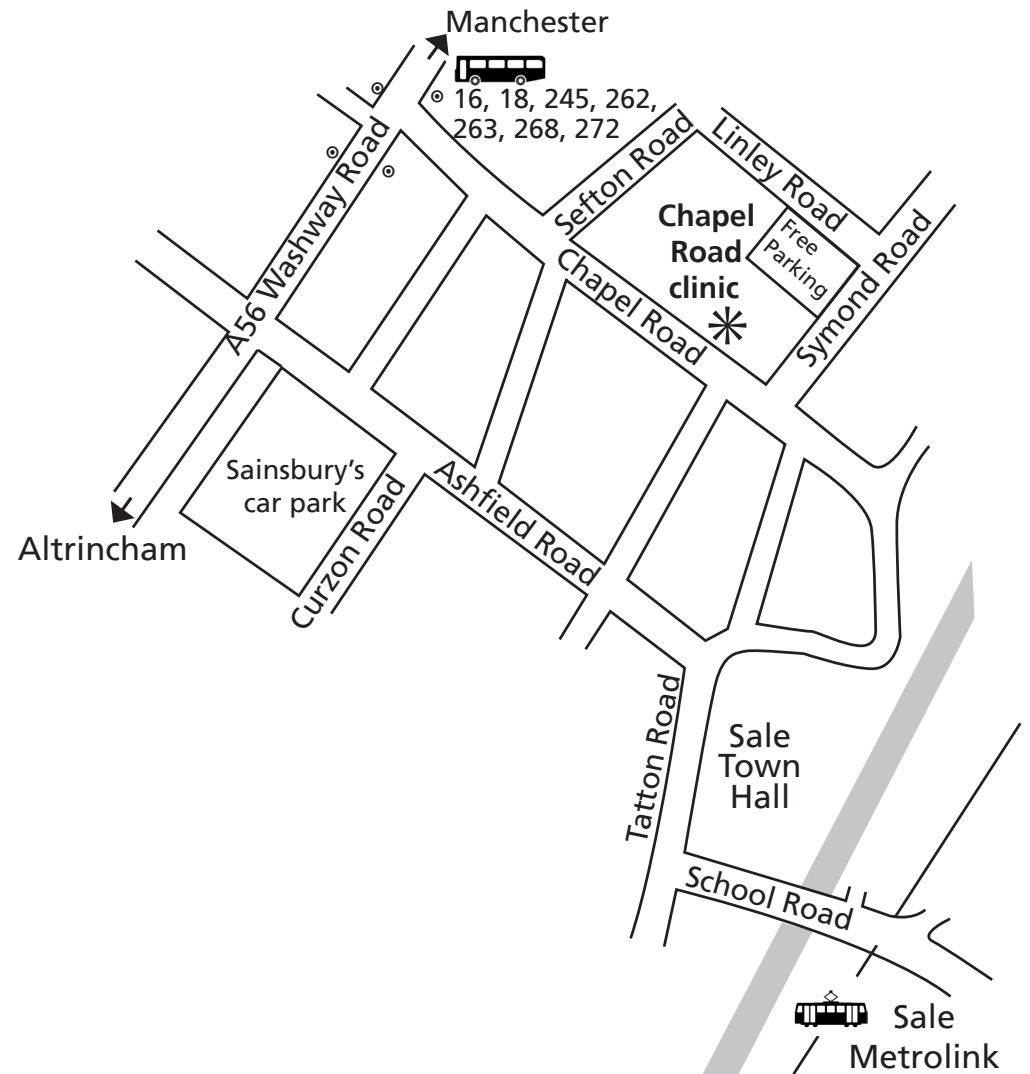 Manchester
16, 18, 245, 262,
263, 268, 272
Linley Road
Sefton Road
A56 Washway Road
Chapel
Road
clinic
Free
Parking
Symond Road
Chapel Road
Sainsbury's
car park
Ashfield Road
Curzon Road
Altrincham
Tatton Road
Sale
Town
Hall
School Road
Sale
Metrolink